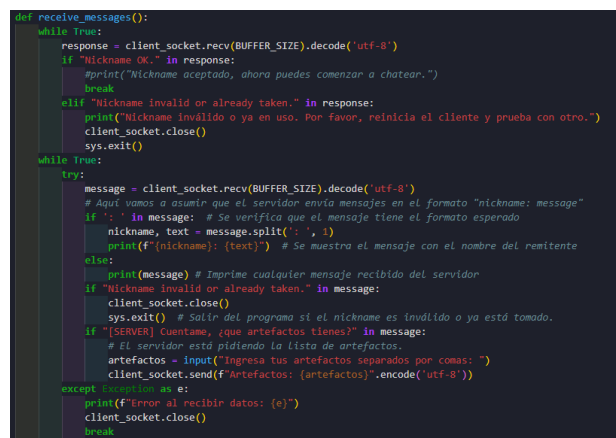 def receive_messages():
    while True:
        response = client_socket.recv(BUFFER_SIZE).decode('utf-8')
        if "Nickname OK." in response:
            #print("Nickname aceptado, ahora puedes comenzar a chatear.")
            break
        elif "Nickname invalid or already taken." in response:
            print("Nickname inválido o ya en uso. Por favor, reinicia el cliente y prueba con otro.")
            client_socket.close()
            sys.exit()
    while True:
        try:
            message = client_socket.recv(BUFFER_SIZE).decode('utf-8')
            # Aquí vamos a asumir que el servidor envía mensajes en el formato "nickname: message"
            if ': ' in message:  # Se verifica que el mensaje tiene el formato esperado
                nickname, text = message.split(': ', 1)
                print(f"{nickname}: {text}")  # Se muestra el mensaje con el nombre del remitente
            else:
                print(message) # Imprime cualquier mensaje recibido del servidor
            if "Nickname invalid or already taken." in message:
                client_socket.close()
                sys.exit()  # Salir del programa si el nickname es inválido o ya está tomado.
            if "[SERVER] Cuentame, ¿que artefactos tienes?" in message:
                # El servidor está pidiendo la lista de artefactos.
                artefactos = input("Ingresa tus artefactos separados por comas: ")
                client_socket.send(f"Artefactos: {artefactos}".encode('utf-8'))
        except Exception as e:
            print(f"Error al recibir datos: {e}")
            client_socket.close()
            break